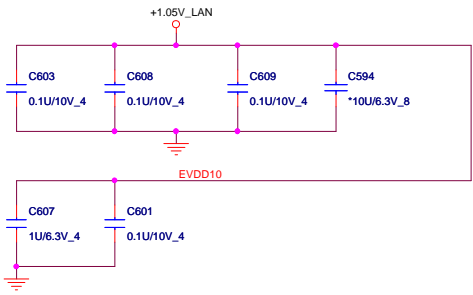 +1.05V_LAN
C603 C608 C609 C594
0.1U/10V_4 0.1U/10V_4 0.1U/10V_4 *10U/6.3V_8
EVDD10
C607 C601
1U/6.3V_4 0.1U/10V_4